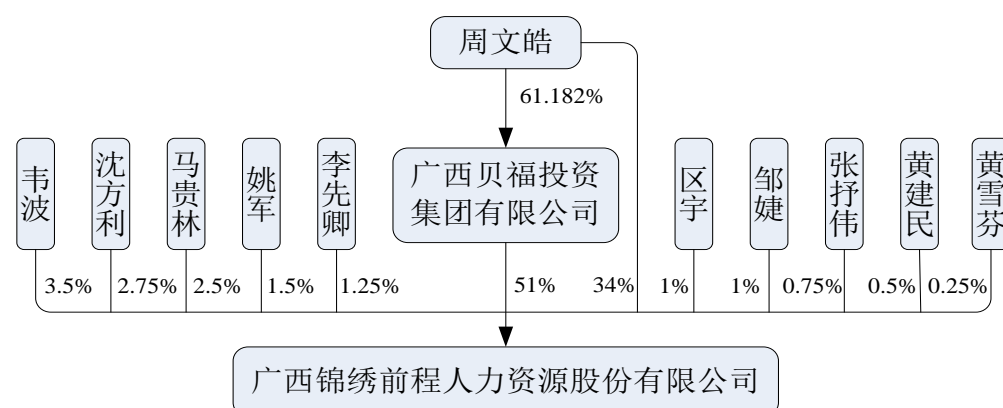 周文皓
61.182%
韦波
沈方利
马贵林
姚军
李先卿
广西贝福投资
集团有限公司
区宇
邹婕
张抒伟
黄建民
黄雪芬
3.5%
2.75%
2.5%
1.5%
1.25%
51%
34%
1%
1%
0.75%
0.5%
0.25%
广西锦绣前程人力资源股份有限公司